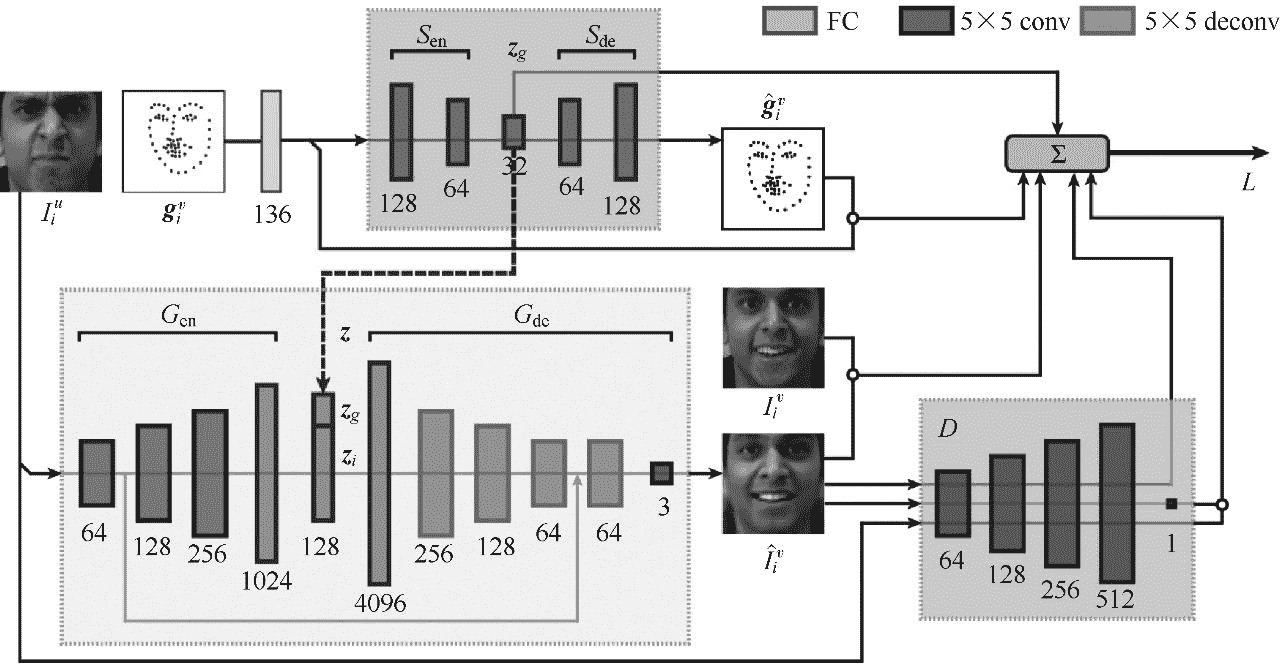 FC
5×5 conv
5×5 deconv
S_en
z_g
S_de
128
64
32
64
128
I_i^u
g_i^v
136
ĝ_i^v
Σ
L
G_en
z
G_de
z_g
z_i
64
128
256
1024
128
4096
256
128
64
64
3
I_i^v
Î_i^v
D
64
128
256
512
1